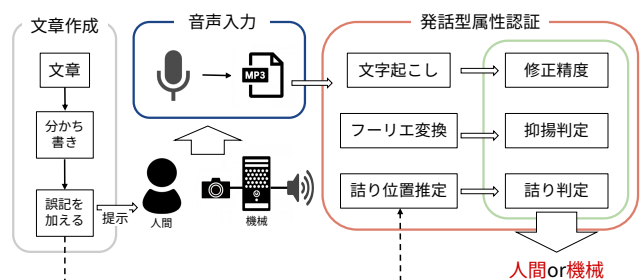 文章作成
文章
分かち
書き
誤記を
加える
提示
音声入力
MP3
人間
機械
発話型属性認証
文字起こし
修正精度
フーリエ変換
抑揚判定
詰り位置推定
詰り判定
人間or機械